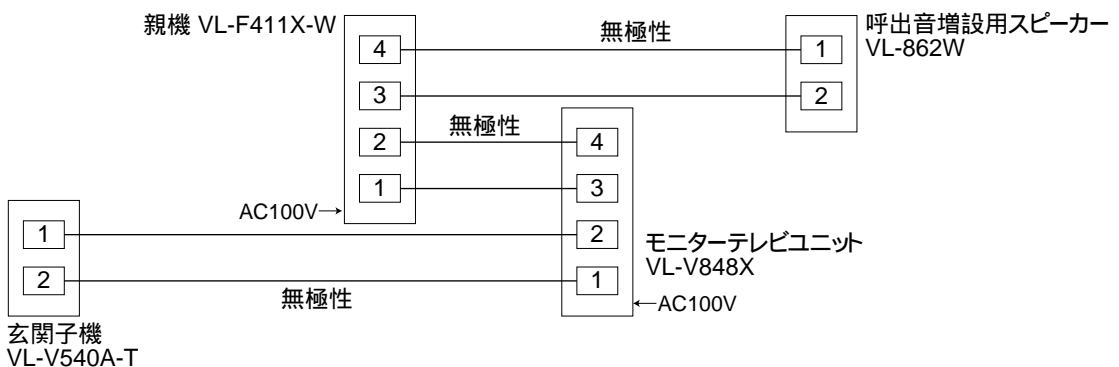 親機 VL-F411X-W
4
3
2
1
AC100V→
無極性
呼出音増設用スピーカー
VL-862W
1
2
無極性
4
3
2
1
モニターテレビユニット
VL-V848X
←AC100V
1
2
無極性
玄関子機
VL-V540A-T